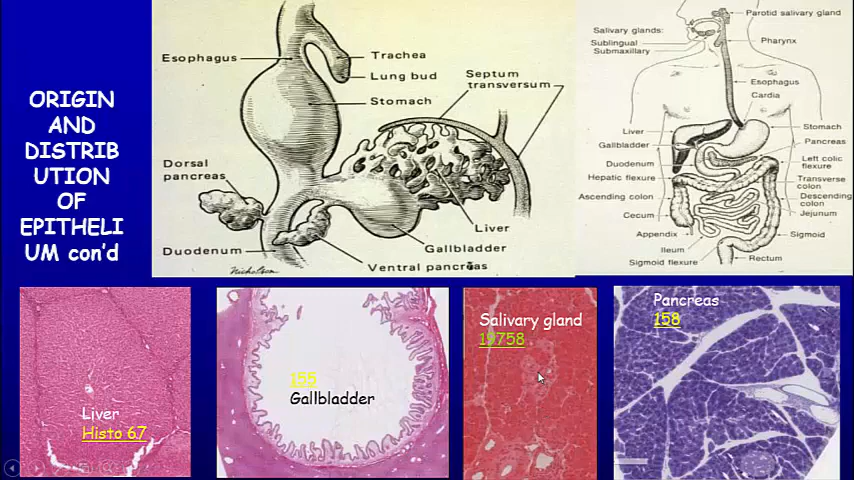 ORIGIN
AND
DISTRIB
UTION
OF
EPITHELI
UM con'd
Esophagus
Trachea
Lung bud
Stomach
Septum
transversum
Dorsal
pancreas
Liver
Gallbladder
Duodenum
Ventral pancreas
Nicholson
Parotid salivary gland
Salivary glands:
Sublingual
Submaxillary
Pharynx
Esophagus
Cardia
Liver
Stomach
Gallbladder
Pancreas
Duodenum
Left colic
flexure
Hepatic flexure
Transverse
colon
Ascending colon
Descending
colon
Cecum
Jejunum
Appendix
Sigmoid
Ileum
Sigmoid flexure
Rectum
Liver
Histo 6.7
155
Gallbladder
Salivary gland
19758
Pancreas
158